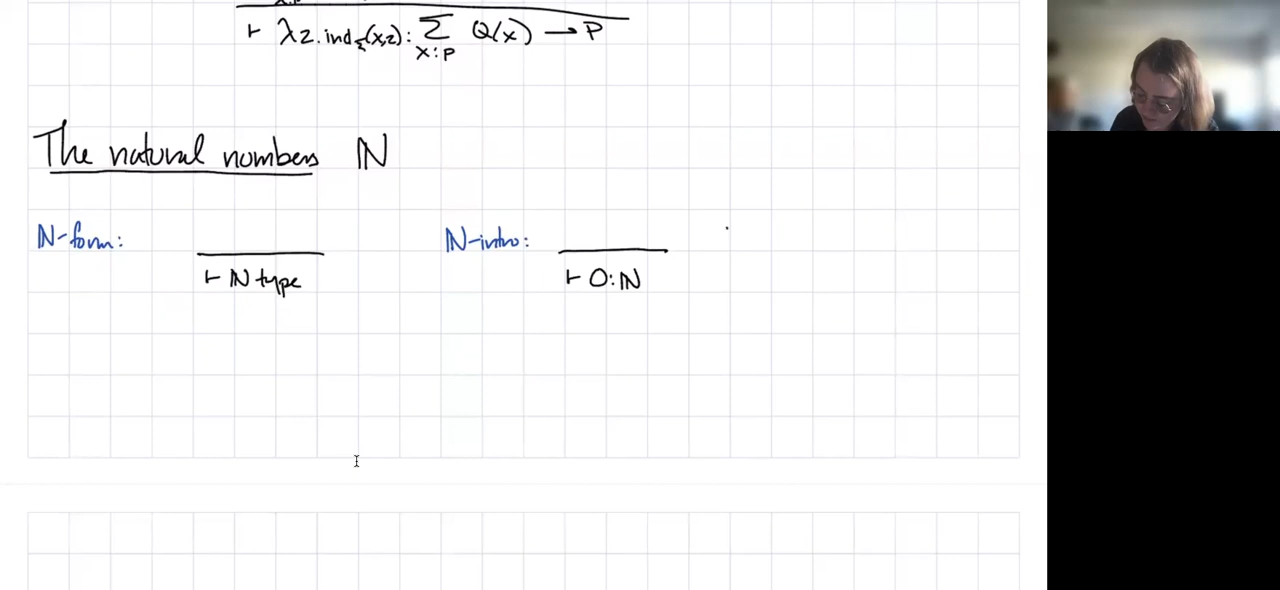 ⊢ λz.ind_Σ(x,z): Σ_{x:P} Q(x) → P
The natural numbers ℕ
ℕ-form: ℕ-intro:
⊢ ℕ type ⊢ 0:ℕ